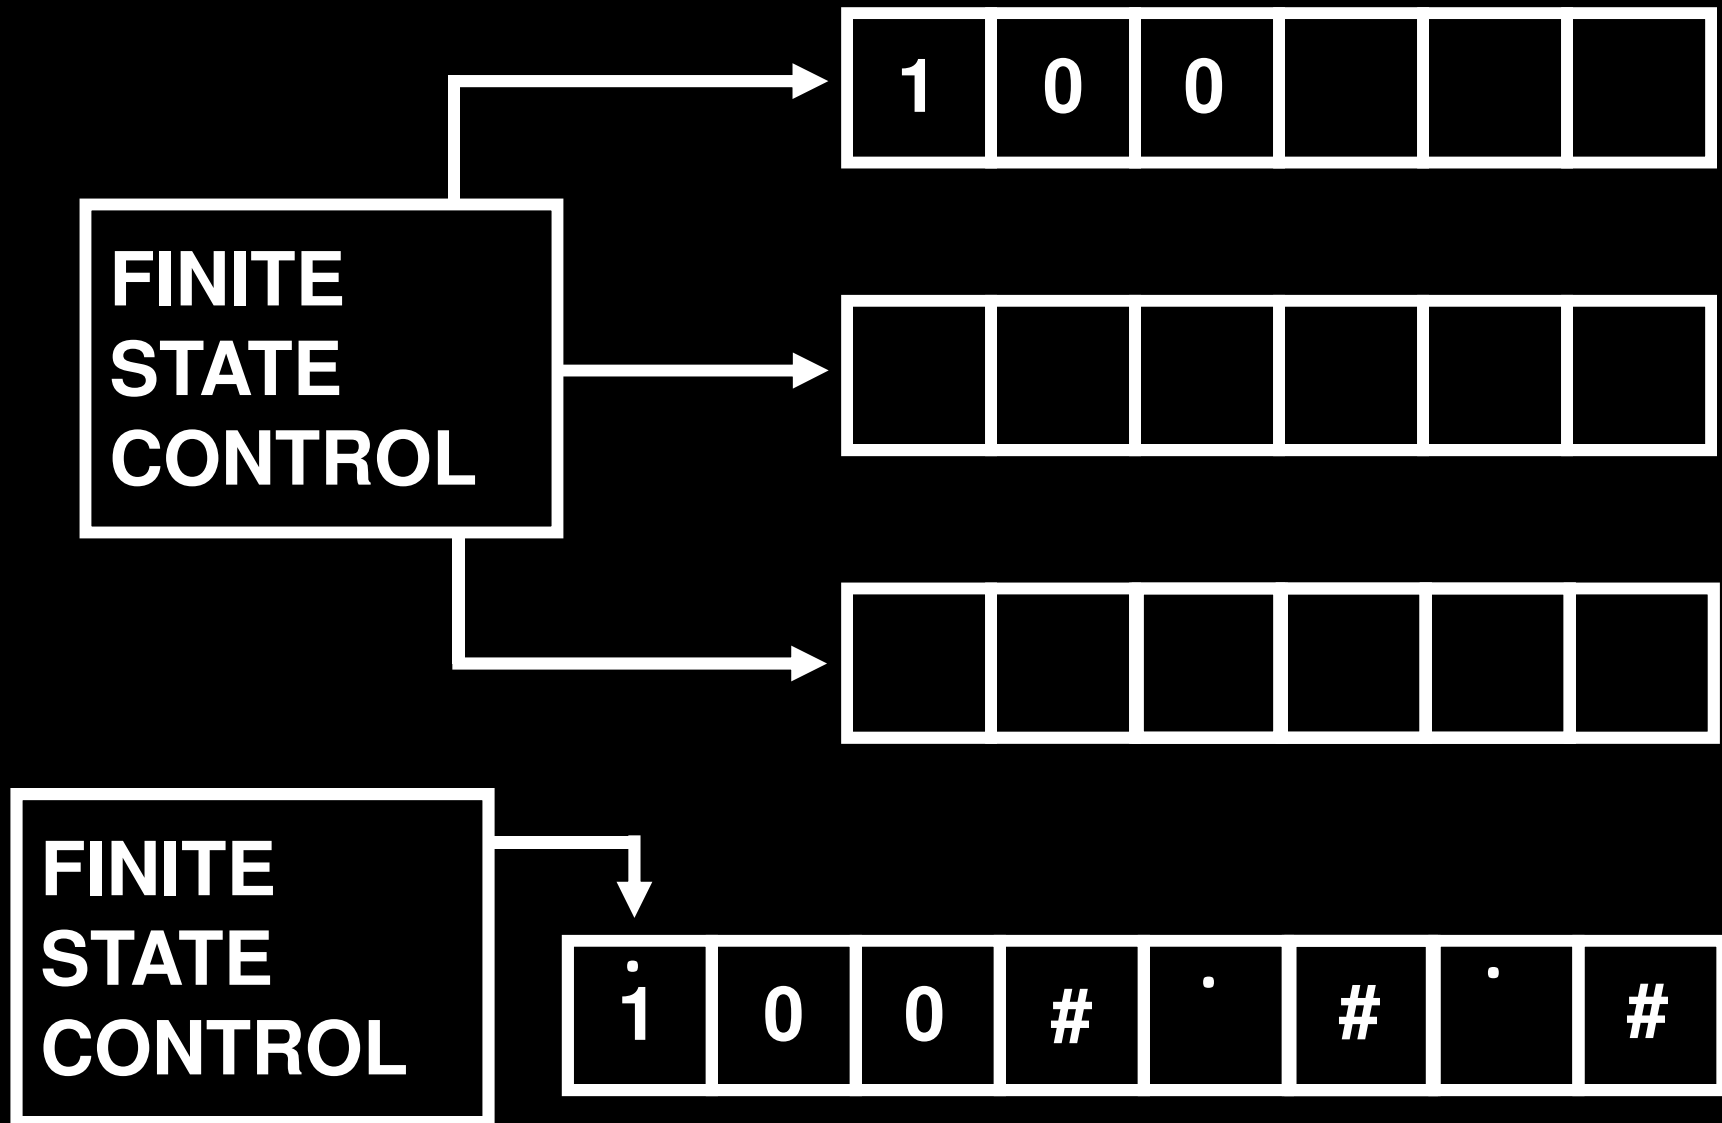 1 0 0
FINITE
STATE
CONTROL
FINITE
STATE
CONTROL
1̇ 0 0 # ˙ # ˙ #